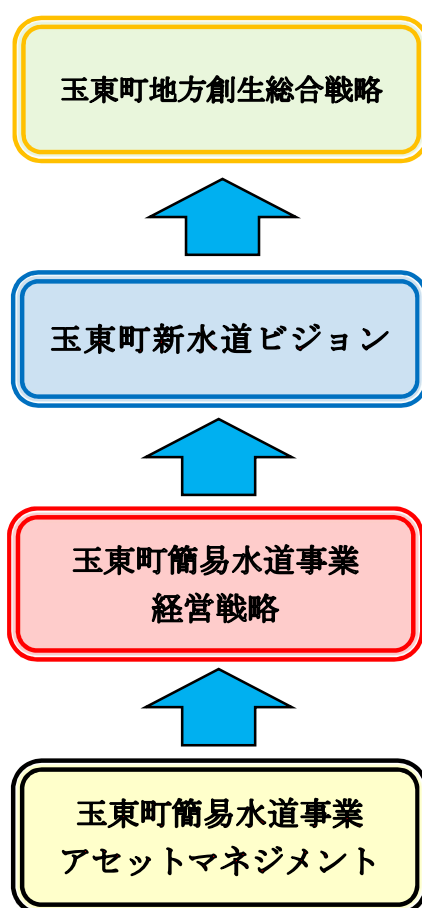 玉東町地方創生総合戦略
玉東町新水道ビジョン
玉東町簡易水道事業
経営戦略
玉東町簡易水道事業
アセットマネジメント